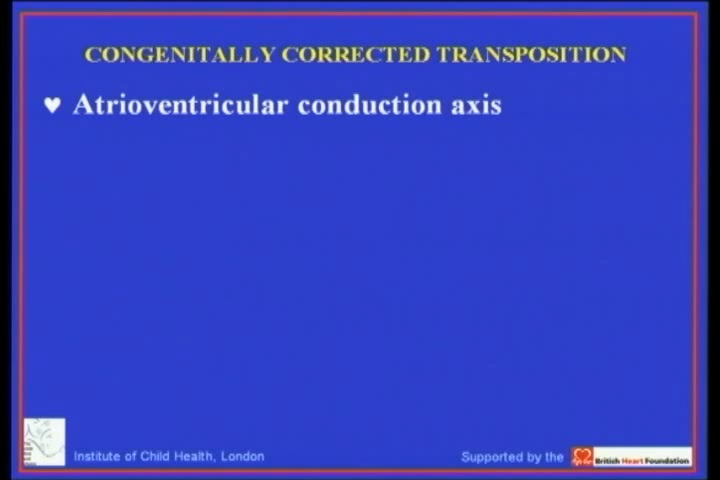 CONGENITALLY CORRECTED TRANSPOSITION
♥ Atrioventricular conduction axis
Institute of Child Health, London
Supported by the
British Heart Foundation